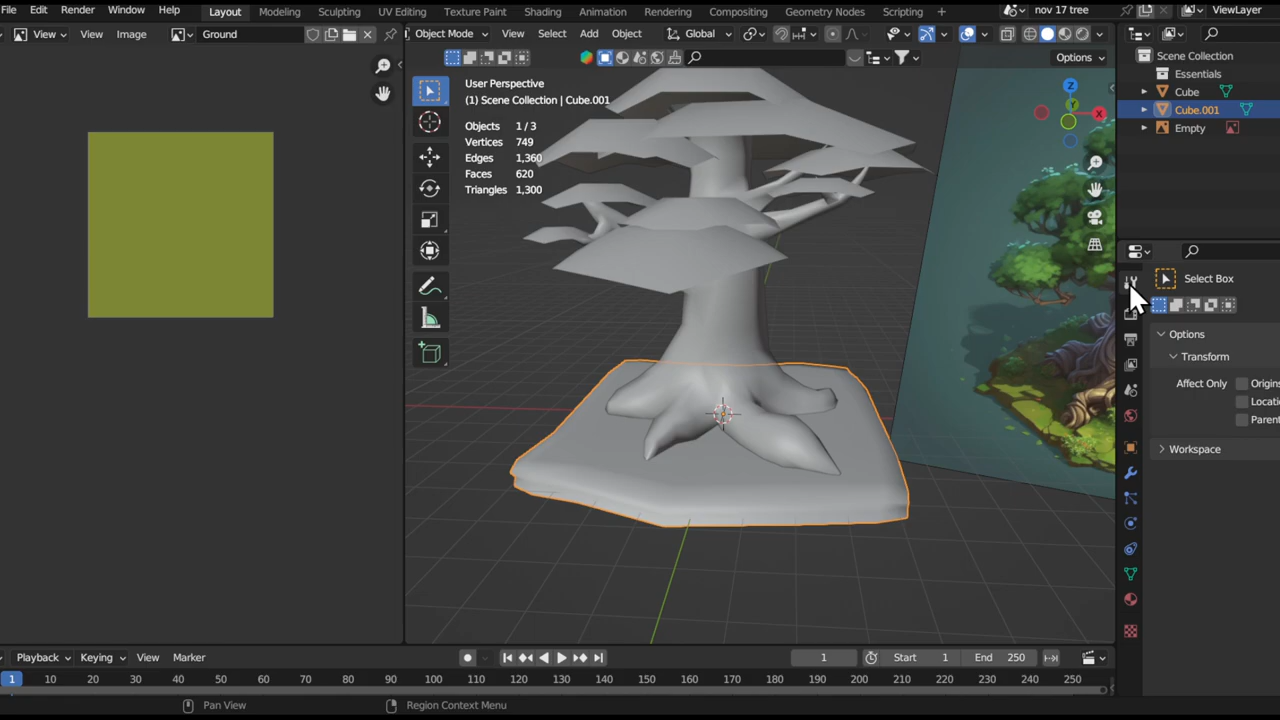 File Edit Render Window Help Layout Modeling Sculpting UV Editing Texture Paint Shading Animation Rendering Compositing Geometry Nodes Scripting + nov 17 tree ViewLayer
View View Image Ground Object Mode View Select Add Object Global
Options
User Perspective
(1) Scene Collection | Cube.001
Objects 1 / 3
Vertices 749
Edges 1,360
Faces 620
Triangles 1,300
Z
Y
X
Scene Collection
Essentials
Cube
Cube.001
Empty
Select Box
Options
Transform
Affect Only Origins
Locatio
Parent
Workspace
Playback Keying View Marker 1 Start 1 End 250
1 10 20 30 40 50 60 70 80 90 100 110 120 130 140 150 160 170 180 190 200 210 220 230 240 250
Pan View Region Context Menu